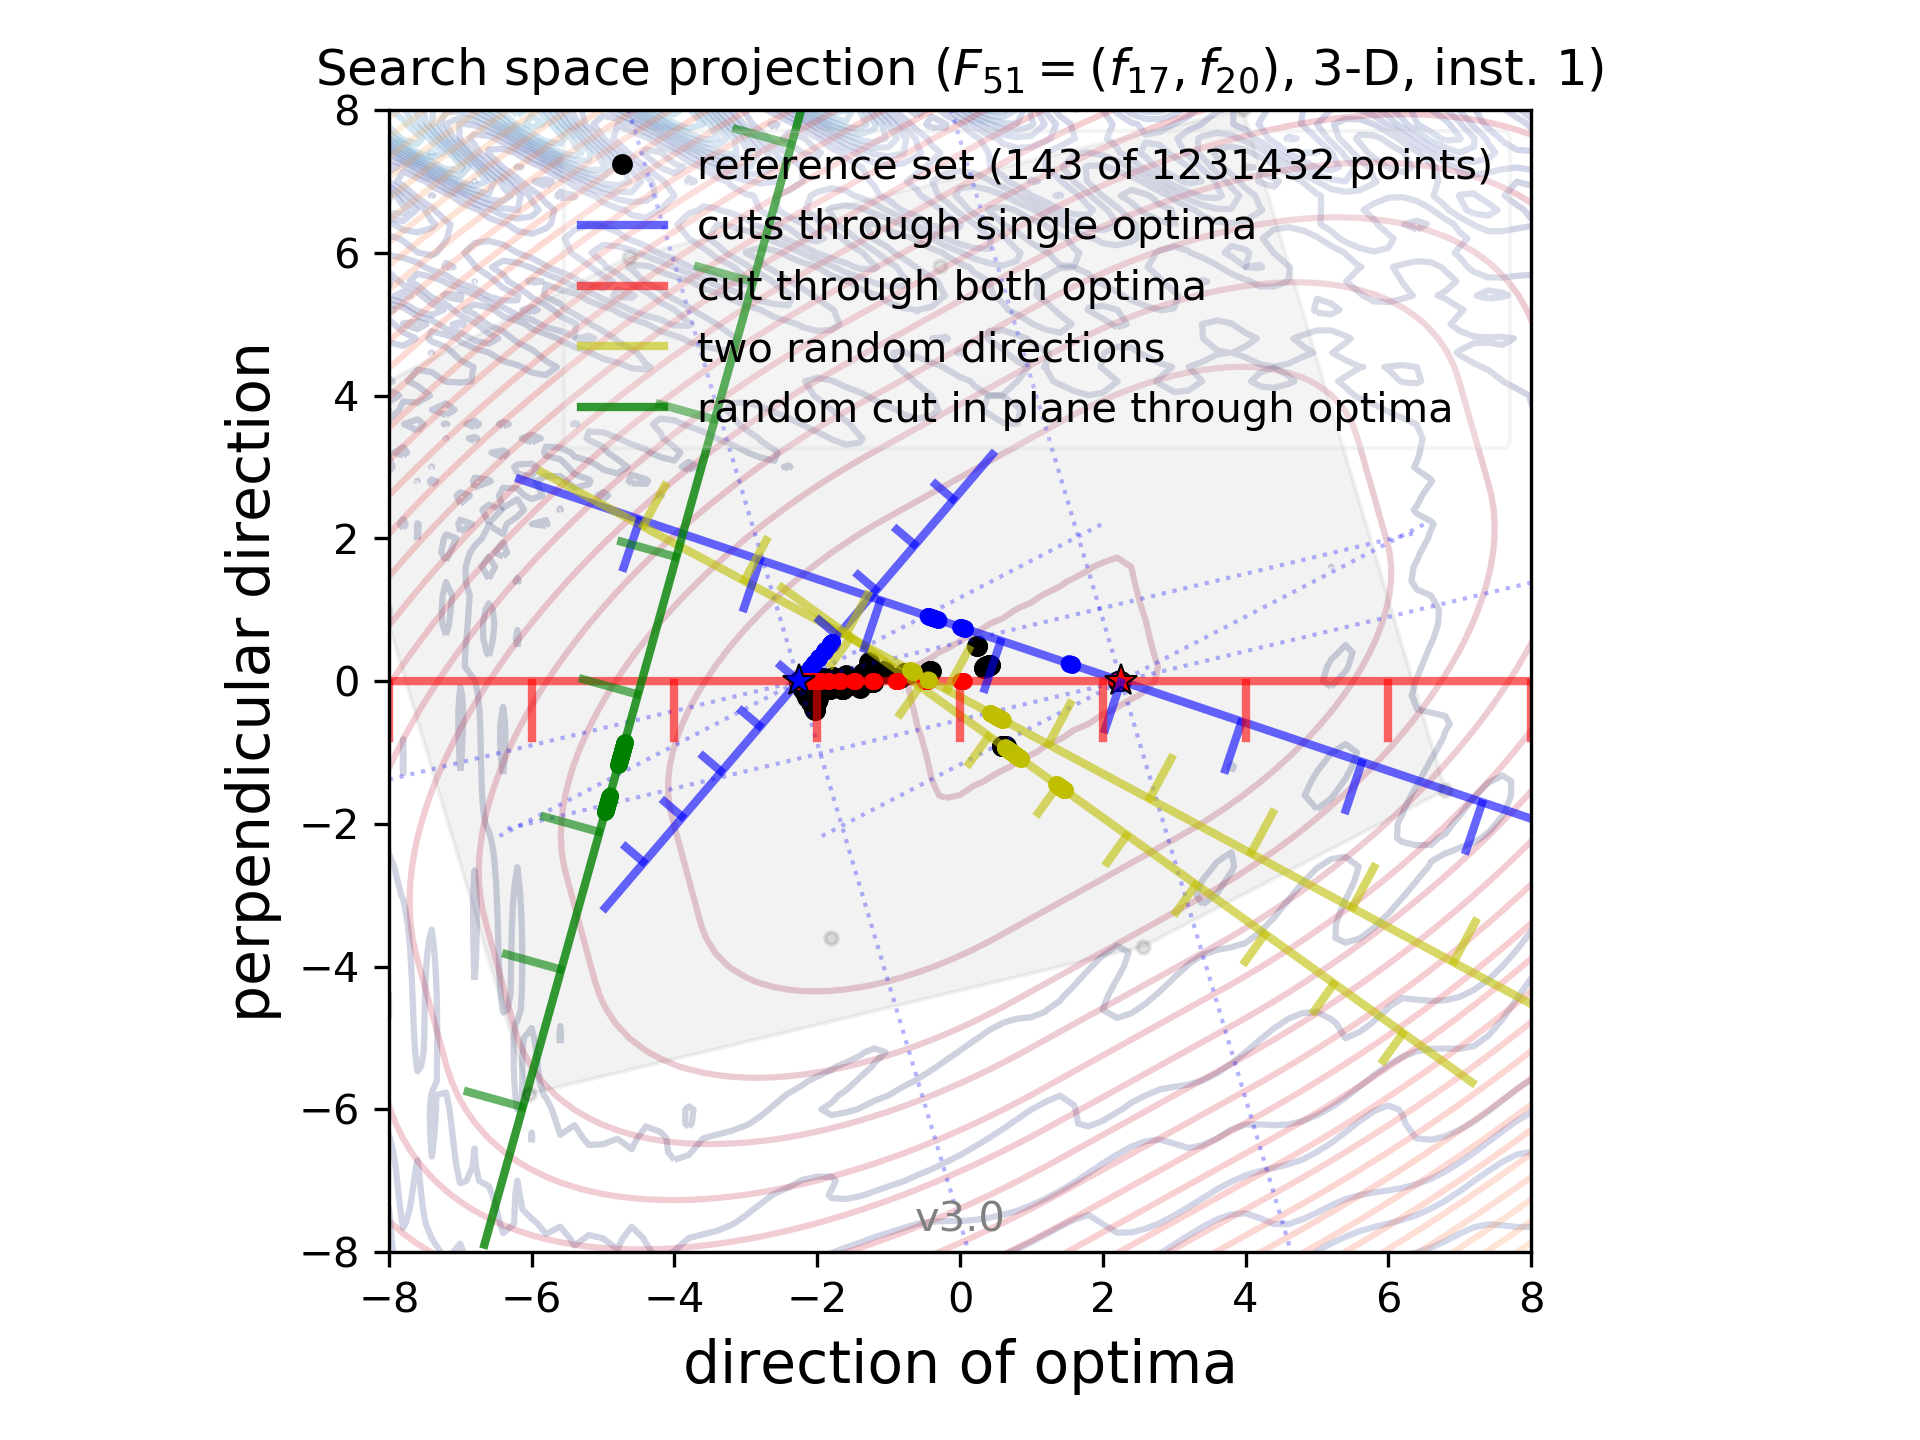 Search space projection (F51 = (f17, f20), 3-D, inst. 1)
reference set (143 of 1231432 points)
cuts through single optima
cut through both optima
two random directions
random cut in plane through optima
perpendicular direction
8
6
4
2
0
−2
−4
−6
−8
v3.0
−8 −6 −4 −2 0 2 4 6 8
direction of optima